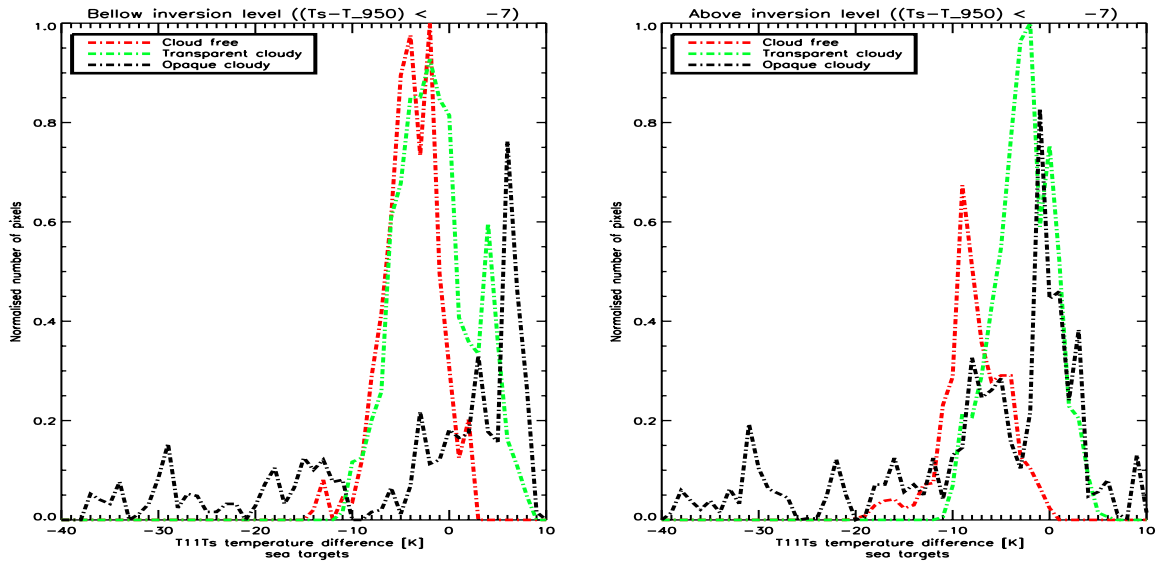 Bellow inversion level ((Ts-T_950) < -7)
Cloud free
Transparent cloudy
Opaque cloudy
Normalised number of pixels
1.0
0.8
0.6
0.4
0.2
0.0
-40 -30 -20 -10 0 10
T11Ts temperature difference [K]
sea targets
Above inversion level ((Ts-T_950) < -7)
Cloud free
Transparent cloudy
Opaque cloudy
Normalised number of pixels
1.0
0.8
0.6
0.4
0.2
0.0
-40 -30 -20 -10 0 10
T11Ts temperature difference [K]
sea targets